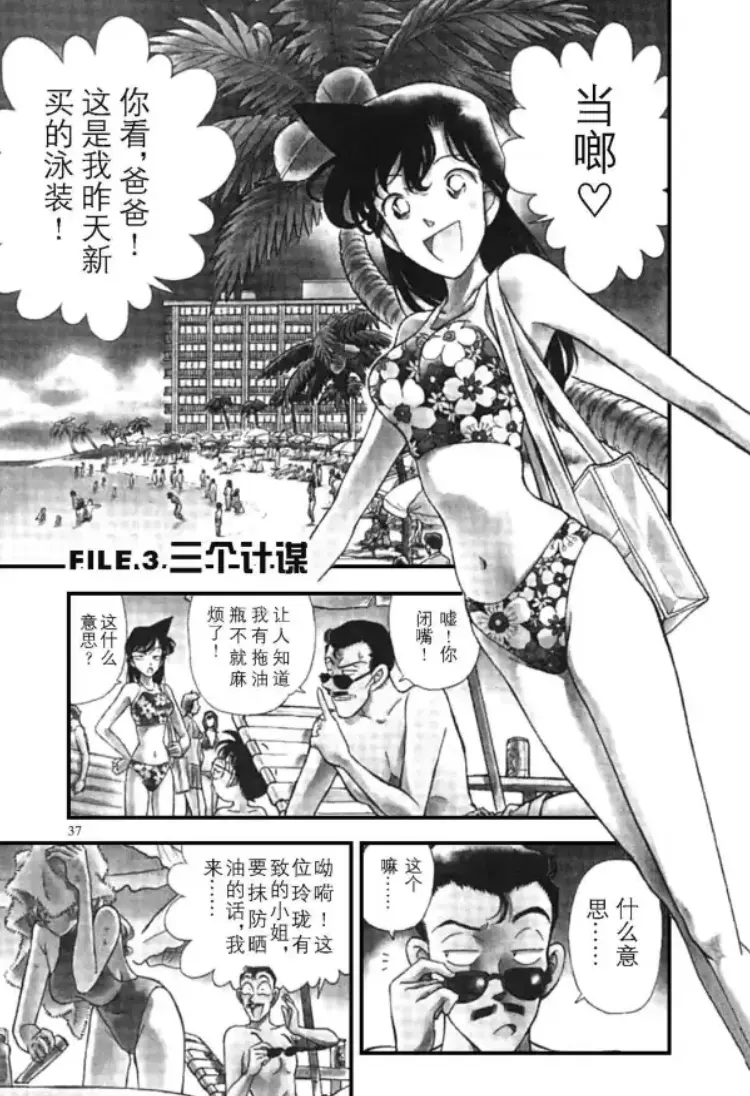 当啷♡
你看，爸爸！
这是我昨天新
买的泳装！
FILE.3 三个计谋
嘘！你
闭嘴！
让人知道
我有拖油
瓶不就麻
烦了！
这什么
意思？
37
什么意
思……
这个
嘛……
呦嗬！这
位玲珑有
致的小姐，
要抹防晒
油的话，我
来……